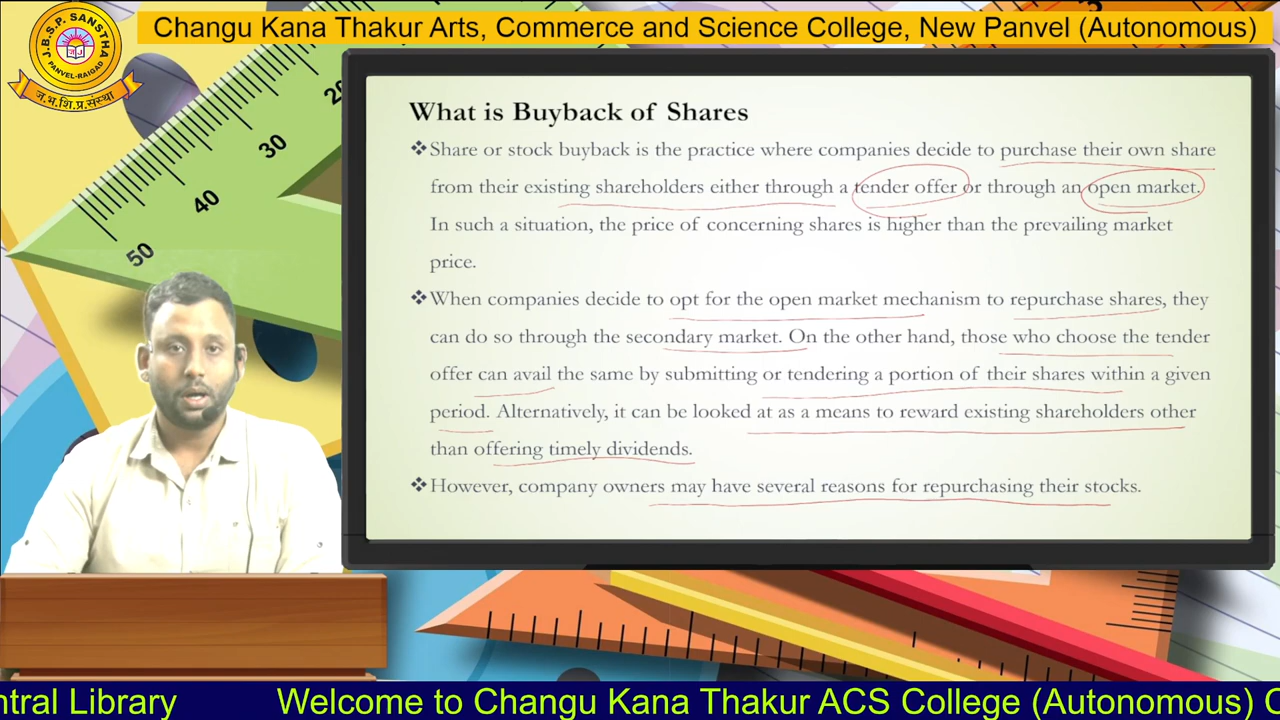 Changu Kana Thakur Arts, Commerce and Science College, New Panvel (Autonomous)
J.B.S.P. SANSTHA
PANVEL-RAIGAD
ज.भ.शि.प्र.संस्था
20
30
40
50
What is Buyback of Shares
❖Share or stock buyback is the practice where companies decide to purchase their own share
from their existing shareholders either through a tender offer or through an open market.
In such a situation, the price of concerning shares is higher than the prevailing market
price.
❖When companies decide to opt for the open market mechanism to repurchase shares, they
can do so through the secondary market. On the other hand, those who choose the tender
offer can avail the same by submitting or tendering a portion of their shares within a given
period. Alternatively, it can be looked at as a means to reward existing shareholders other
than offering timely dividends.
❖However, company owners may have several reasons for repurchasing their stocks.
ntral Library Welcome to Changu Kana Thakur ACS College (Autonomous) C